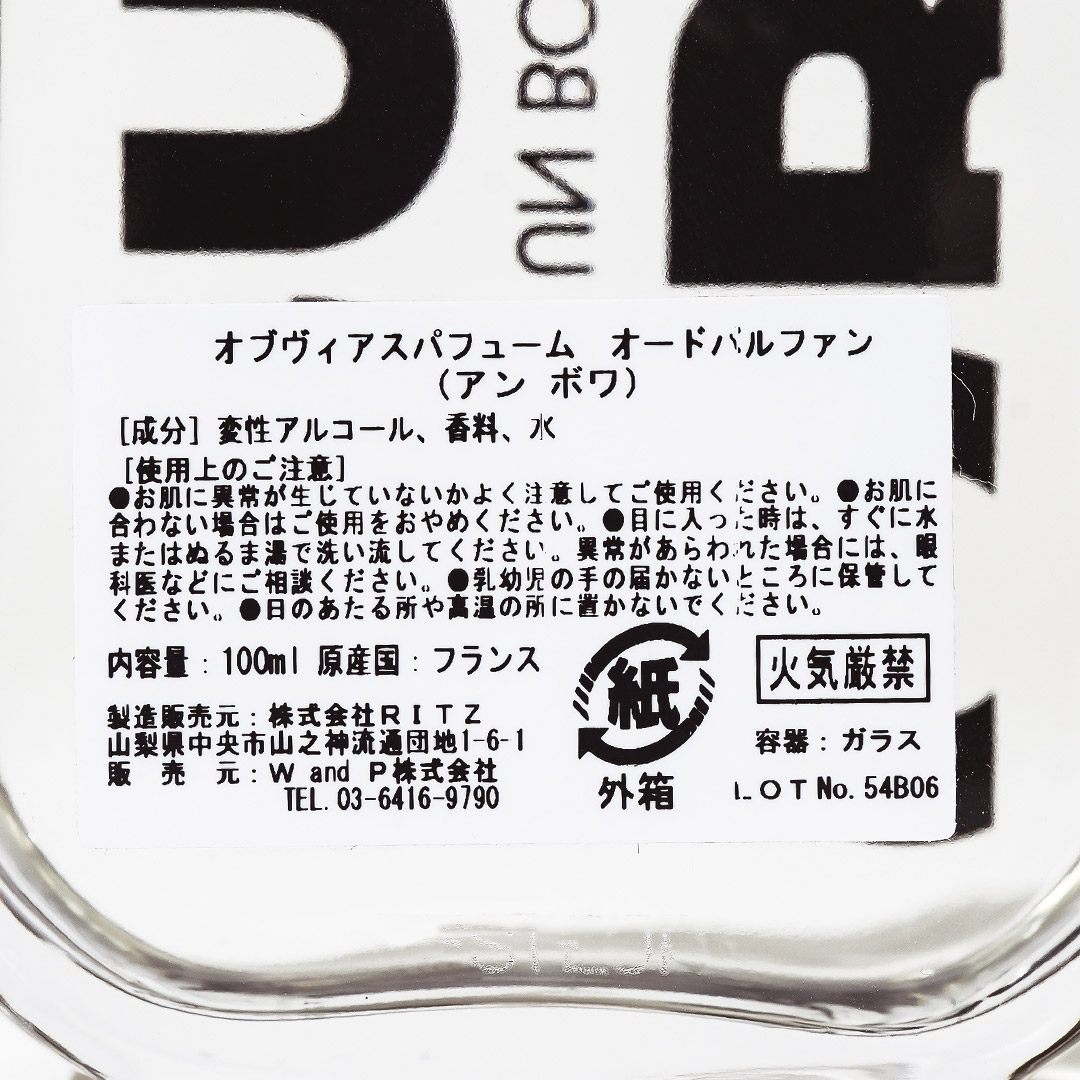 UN BO
オブヴィアスパフューム オードパルファン
（アン ボワ）
[成分] 変性アルコール、香料、水
[使用上のご注意]
●お肌に異常が生じていないかよく注意してご使用ください。●お肌に
合わない場合はご使用をおやめください。●目に入った時は、すぐに水
またはぬるま湯で洗い流してください。異常があらわれた場合には、眼
科医などにご相談ください。●乳幼児の手の届かないところに保管して
ください。●日のあたる所や高温の所に置かないでください。
内容量：100ml 原産国：フランス
製造販売元：株式会社RITZ
山梨県中央市山之神流通団地1-6-1
販 売 元：W and P株式会社
TEL. 03-6416-9790
紙
外箱
火気厳禁
容器：ガラス
LOT No. 54B06